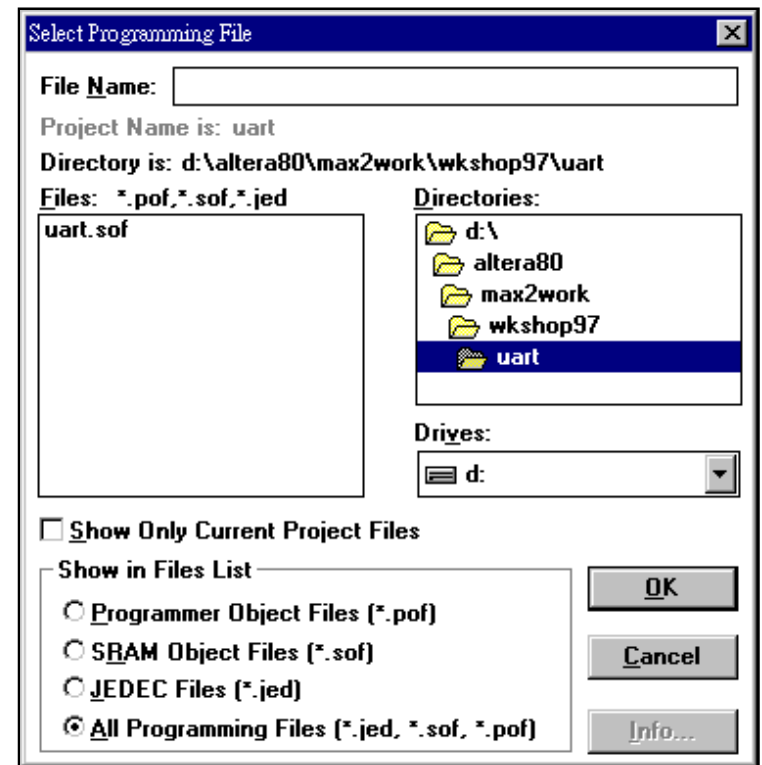 Select Programming File
File Name:
Project Name is: uart
Directory is: d:\altera80\max2work\wkshop97\uart
Files: *.pof,*.sof,*.jed
uart.sof
Directories:
d:\
altera80
max2work
wkshop97
uart
Drives:
d:
Show Only Current Project Files
Show in Files List
Programmer Object Files (*.pof)
SRAM Object Files (*.sof)
JEDEC Files (*.jed)
All Programming Files (*.jed, *.sof, *.pof)
OK
Cancel
Info...